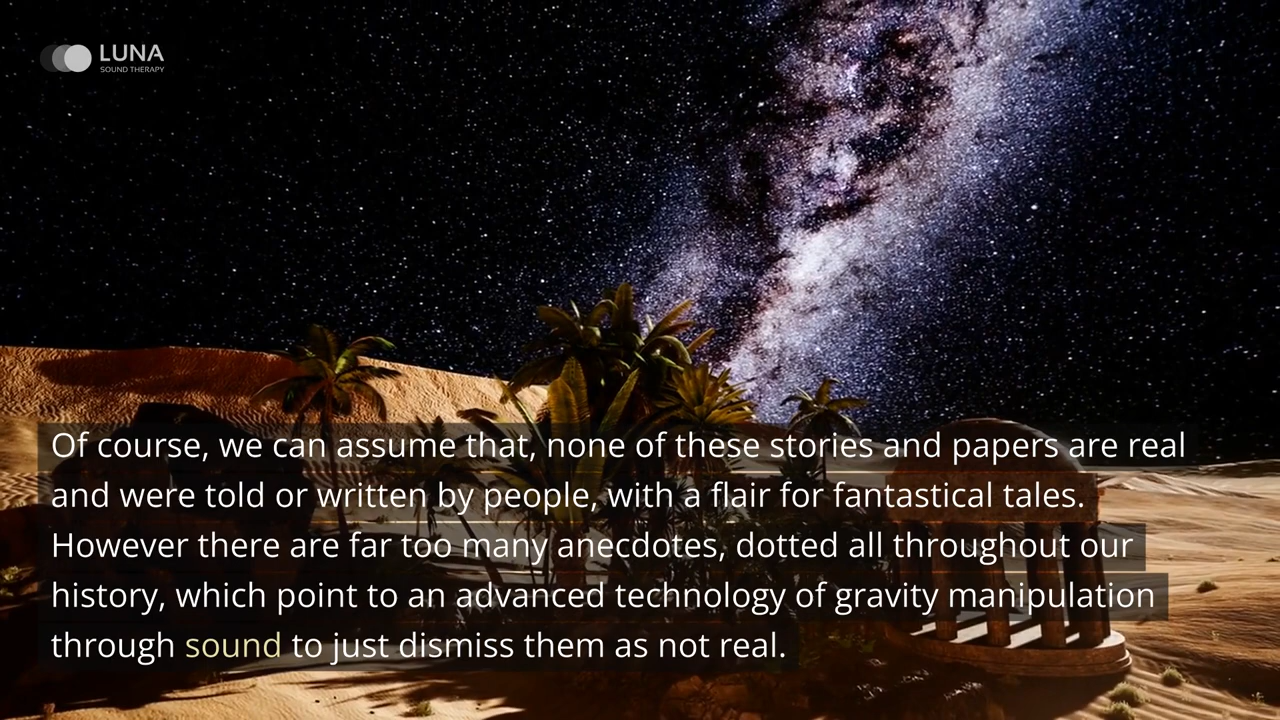 LUNA
SOUND THERAPY
Of course, we can assume that, none of these stories and papers are real
and were told or written by people, with a flair for fantastical tales.
However there are far too many anecdotes, dotted all throughout our
history, which point to an advanced technology of gravity manipulation
through sound to just dismiss them as not real.